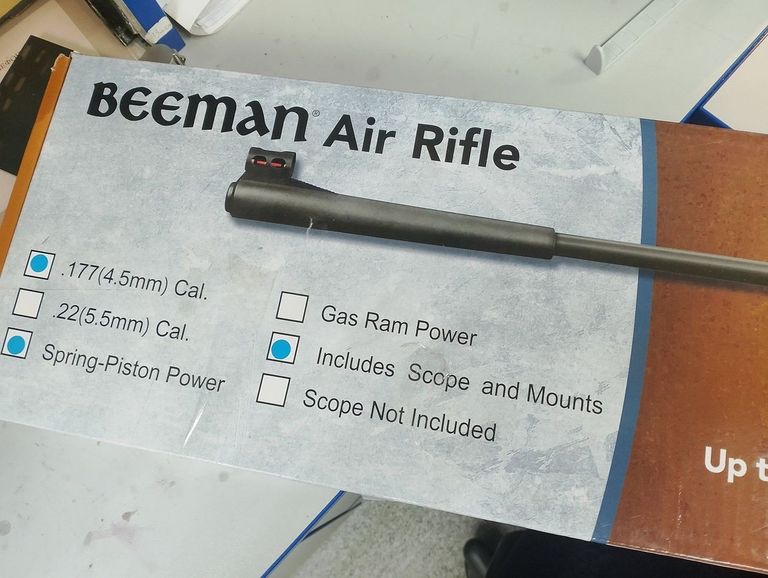 BEEMAN® Air Rifle
.177(4.5mm) Cal.
.22(5.5mm) Cal.
Spring-Piston Power
Gas Ram Power
Includes Scope and Mounts
Scope Not Included
Up t